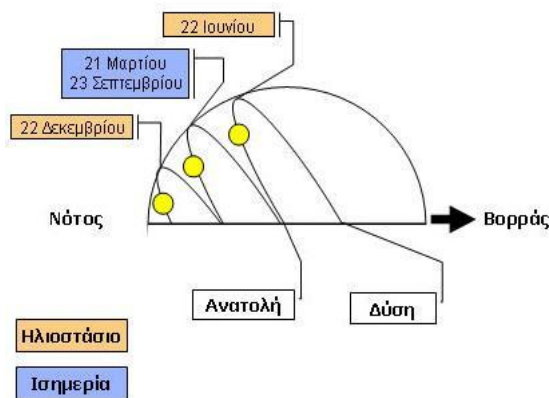 22 Ιουνίου
21 Μαρτίου
23 Σεπτεμβρίου
22 Δεκεμβρίου
Νότος
Βορράς
Ανατολή
Δύση
Ηλιοστάσιο
Ισημερία